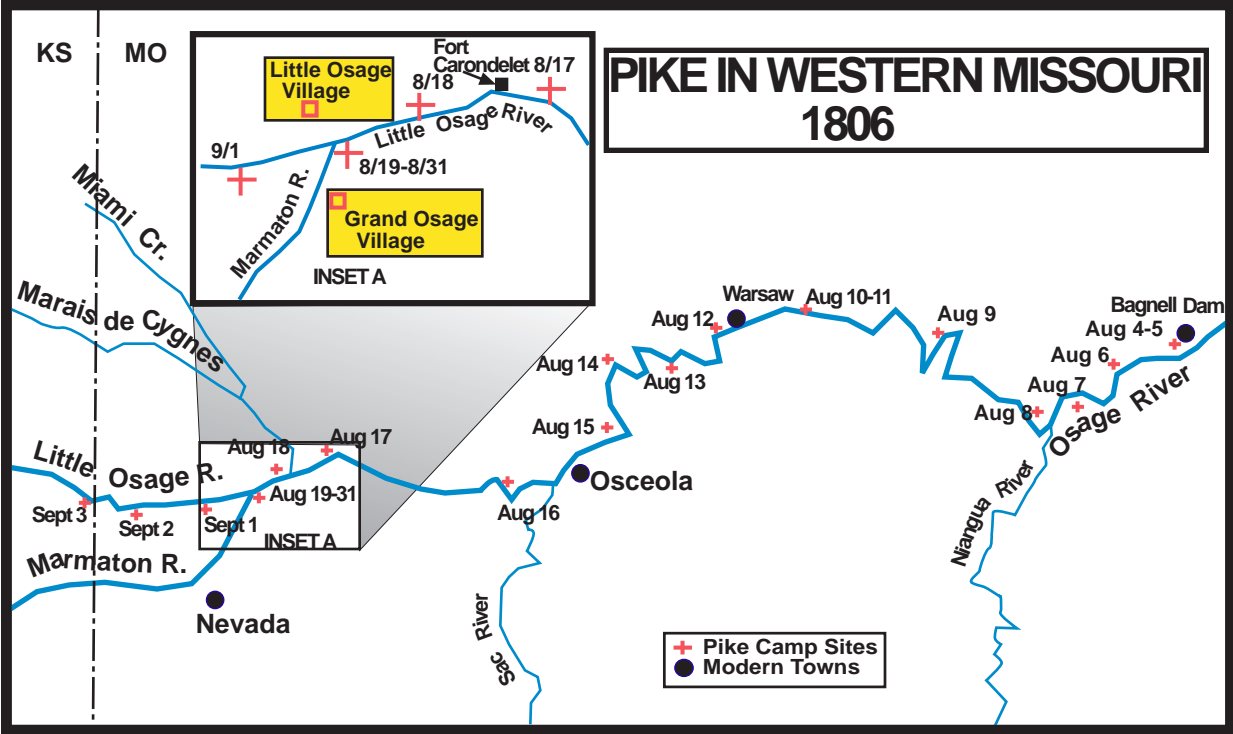 PIKE IN WESTERN MISSOURI
1806
KS
MO
Fort
Carondelet
8/17
Little Osage
Village
8/18
Little Osage River
9/1
8/19-8/31
Marmaton R.
Grand Osage
Village
INSET A
Miami Cr.
Marais de Cygnes
Warsaw
Aug 10-11
Aug 9
Bagnell Dam
Aug 4-5
Aug 12
Aug 6
Aug 14
Aug 13
Aug 7
Aug 8
Osage River
Aug 15
Aug 17
Aug 18
Little Osage R.
Osceola
Aug 19-31
Sept 3
Sept 2
Sept 1
Aug 16
INSET A
Niangua River
Marmaton R.
Nevada
Sac River
Pike Camp Sites
Modern Towns